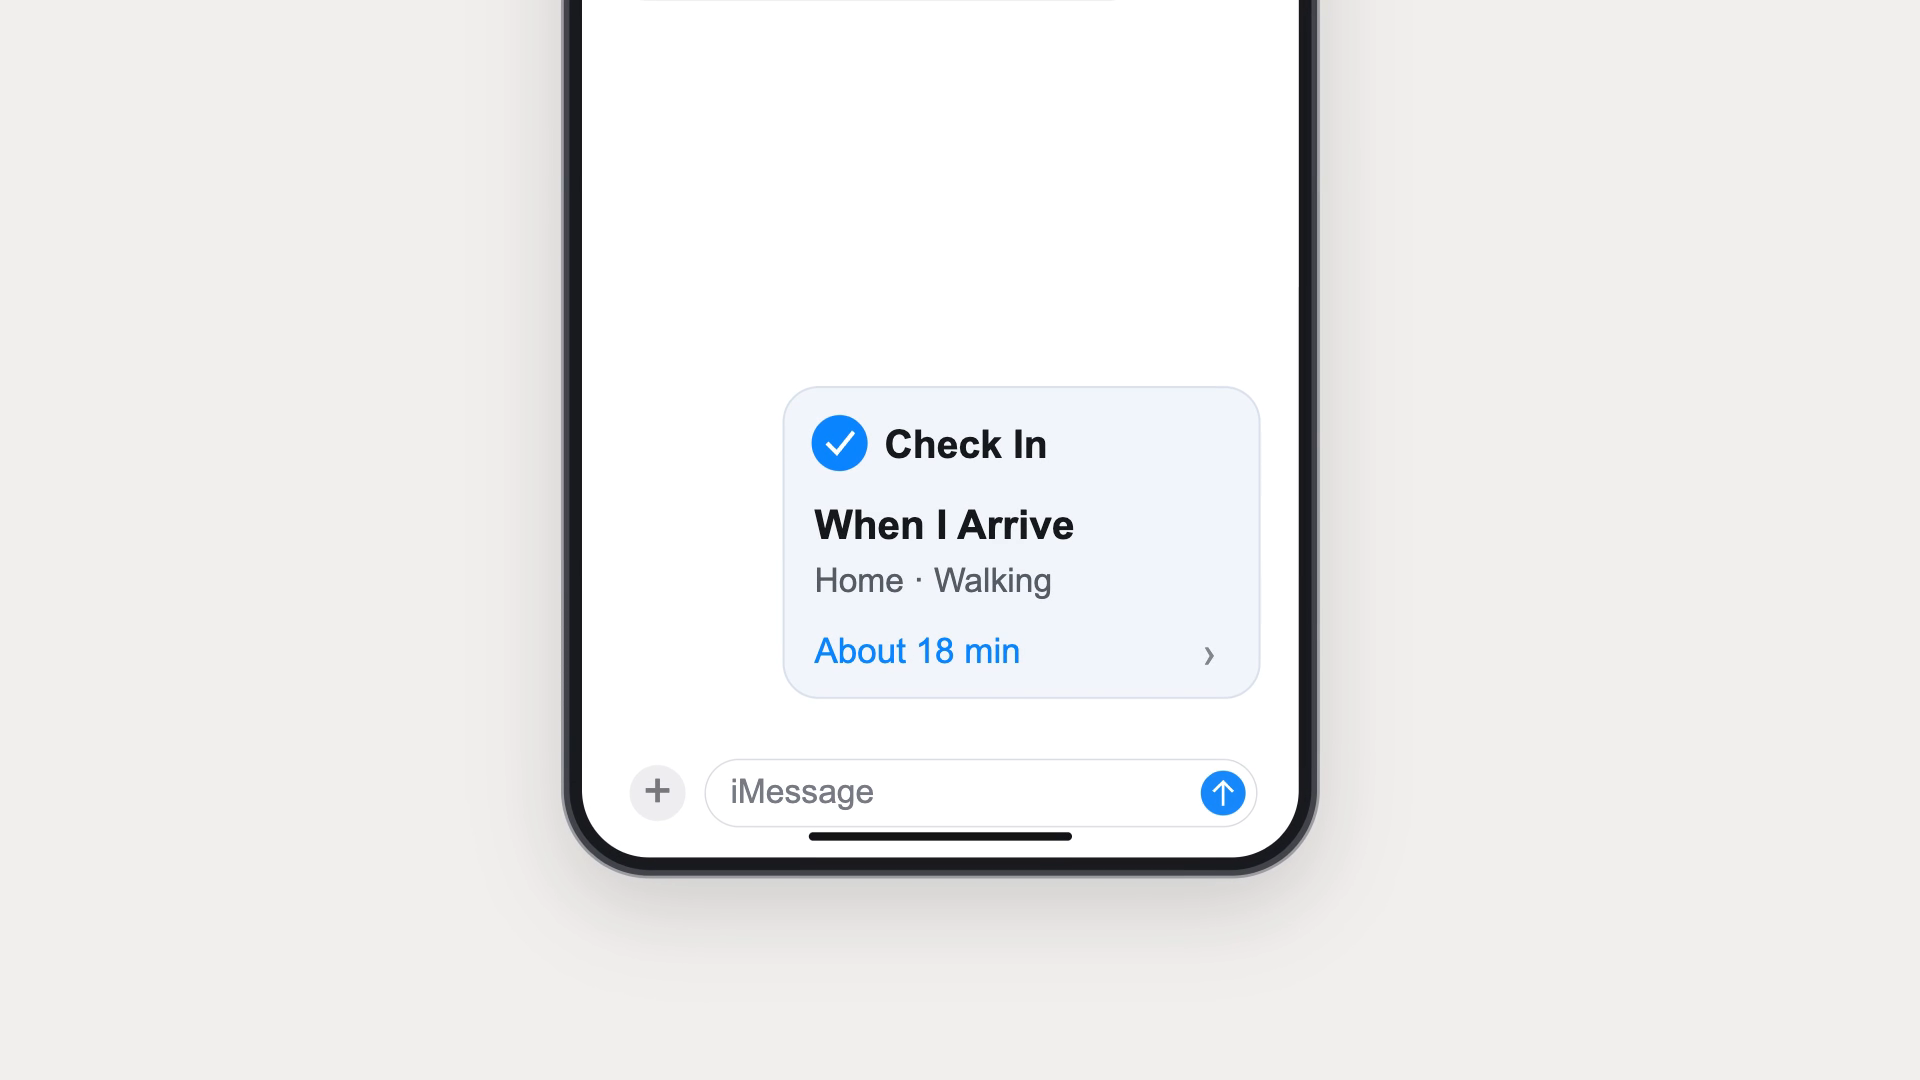 Check In
When I Arrive
Home · Walking
About 18 min
iMessage